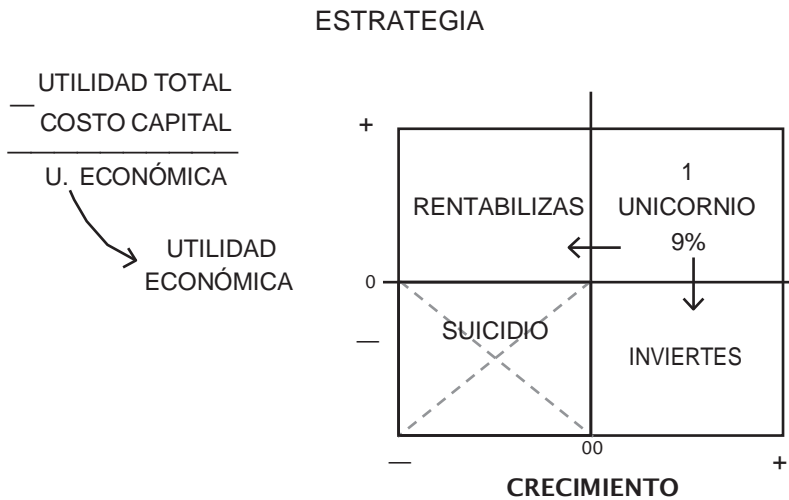 ESTRATEGIA
UTILIDAD TOTAL
—
COSTO CAPITAL
U. ECONÓMICA
UTILIDAD
ECONÓMICA
+
0
—
RENTABILIZAS
1
UNICORNIO
9%
SUICIDIO
INVIERTES
00
—
+
CRECIMIENTO